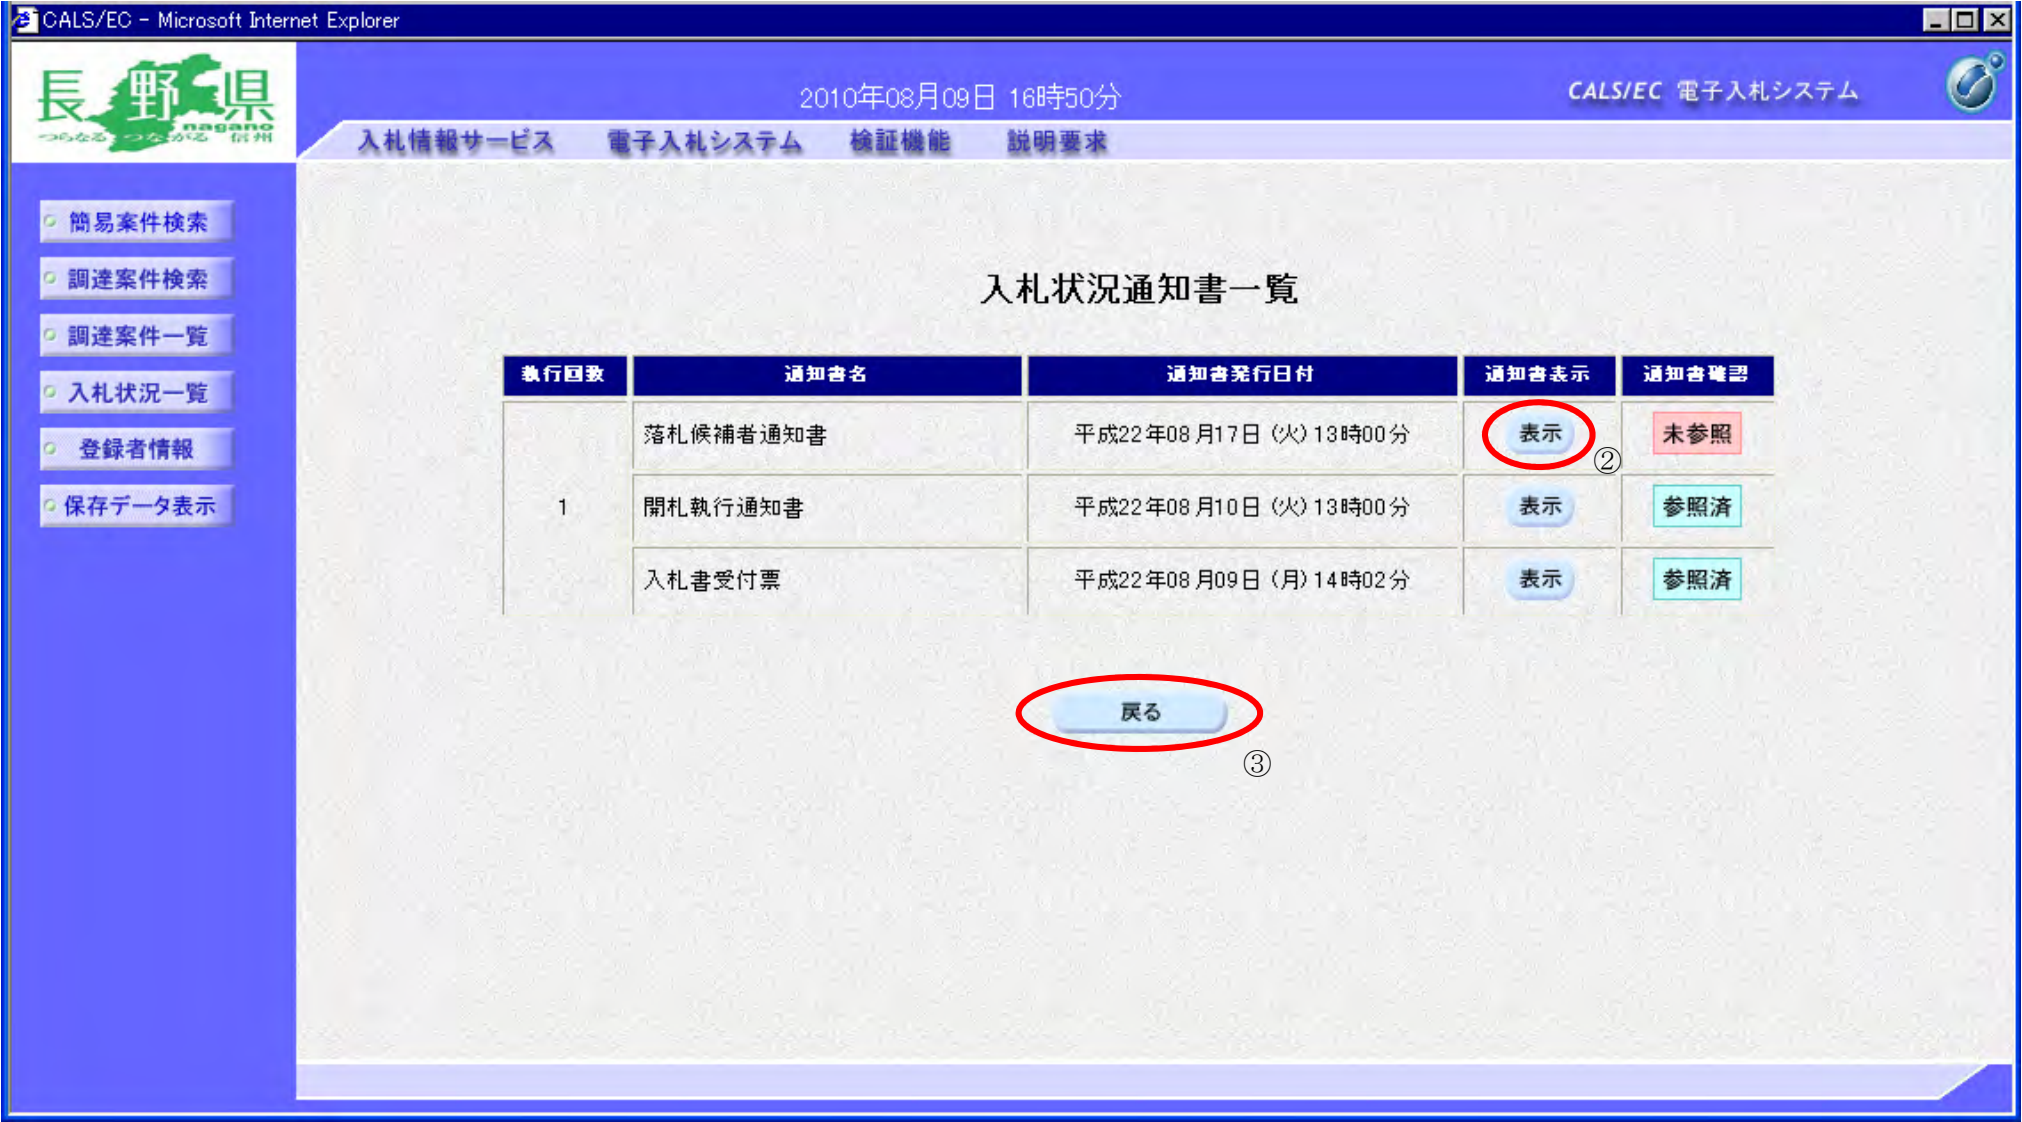 CALS/EC - Microsoft Internet Explorer
長野県
つらなる つながる nagano 信州
2010年08月09日 16時50分
CALS/EC 電子入札システム
入札情報サービス 電子入札システム 検証機能 説明要求
簡易案件検索
調達案件検索
調達案件一覧
入札状況一覧
登録者情報
保存データ表示
入札状況通知書一覧
執行回数 通知書名 通知書発行日付 通知書表示 通知書確認
落札候補者通知書 平成22年08月17日(火)13時00分 表示 未参照
②
1 開札執行通知書 平成22年08月10日(火)13時00分 表示 参照済
入札書受付票 平成22年08月09日(月)14時02分 表示 参照済
戻る
③